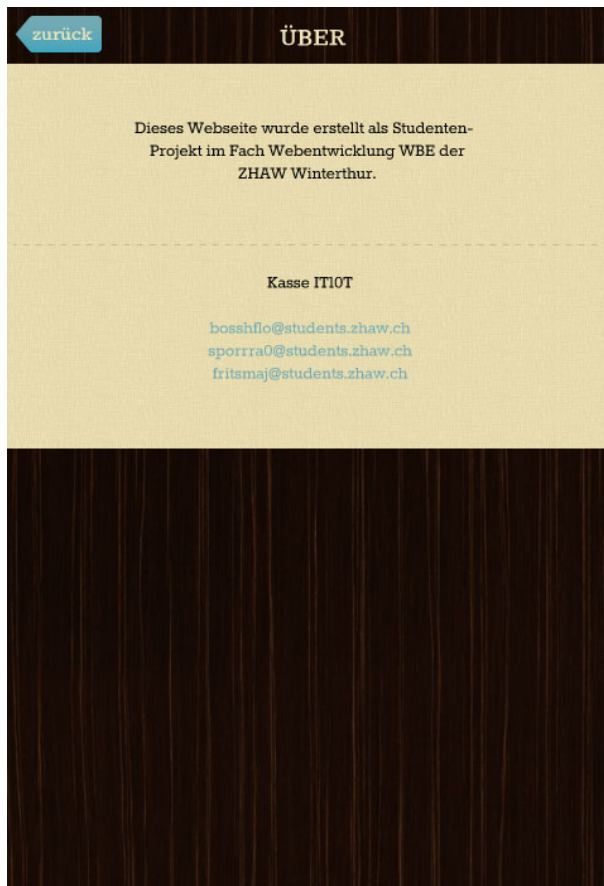 zurück
ÜBER
Dieses Webseite wurde erstellt als Studenten-
Projekt im Fach Webentwicklung WBE der
ZHAW Winterthur.
Kasse IT10T
bosshflo@students.zhaw.ch
sporrra0@students.zhaw.ch
fritsmaj@students.zhaw.ch